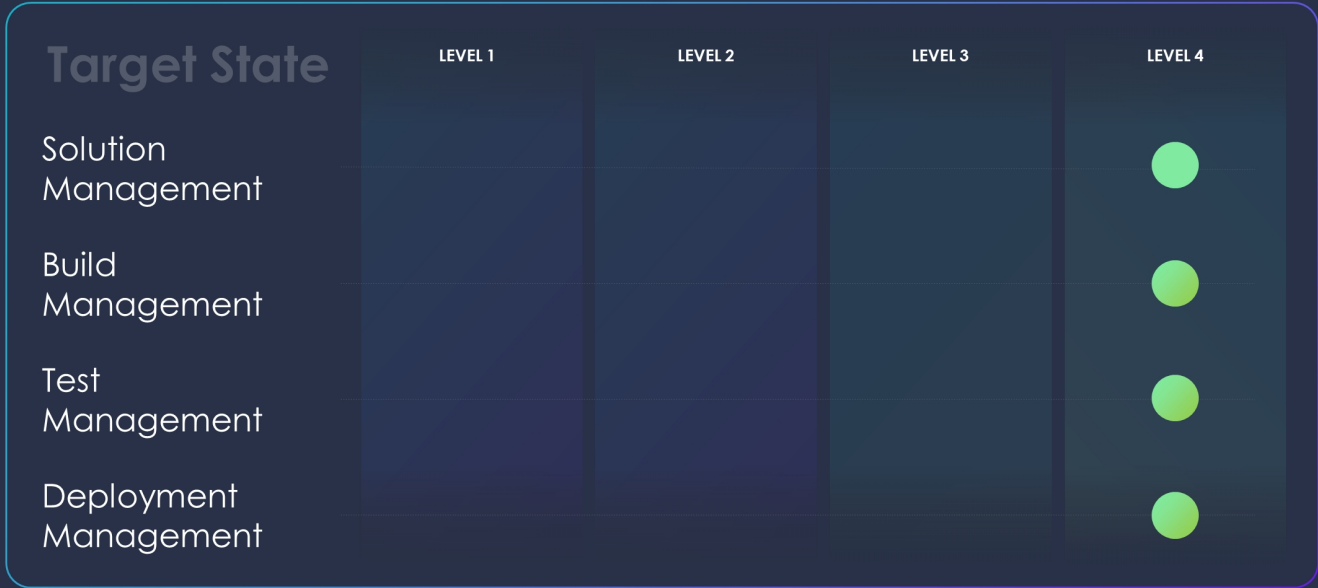 Target State
LEVEL 1
LEVEL 2
LEVEL 3
LEVEL 4
Solution
Management
Build
Management
Test
Management
Deployment
Management